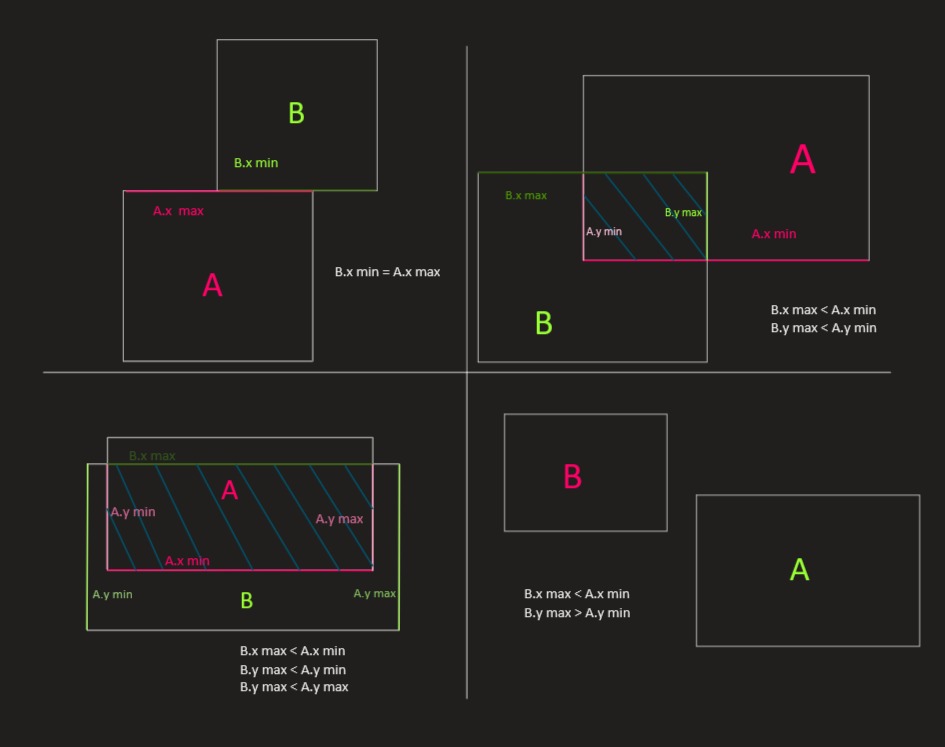 B
B.x min
A.x max
A
B.x min = A.x max
A
B.x max
B.y max
A.y min
A.x min
B
B.x max < A.x min
B.y max < A.y min
B.x max
A
A.y min
A.y max
A.x min
A.y min
B
A.y max
B.x max < A.x min
B.y max < A.y min
B.y max < A.y max
B
A
B.x max < A.x min
B.y max > A.y min